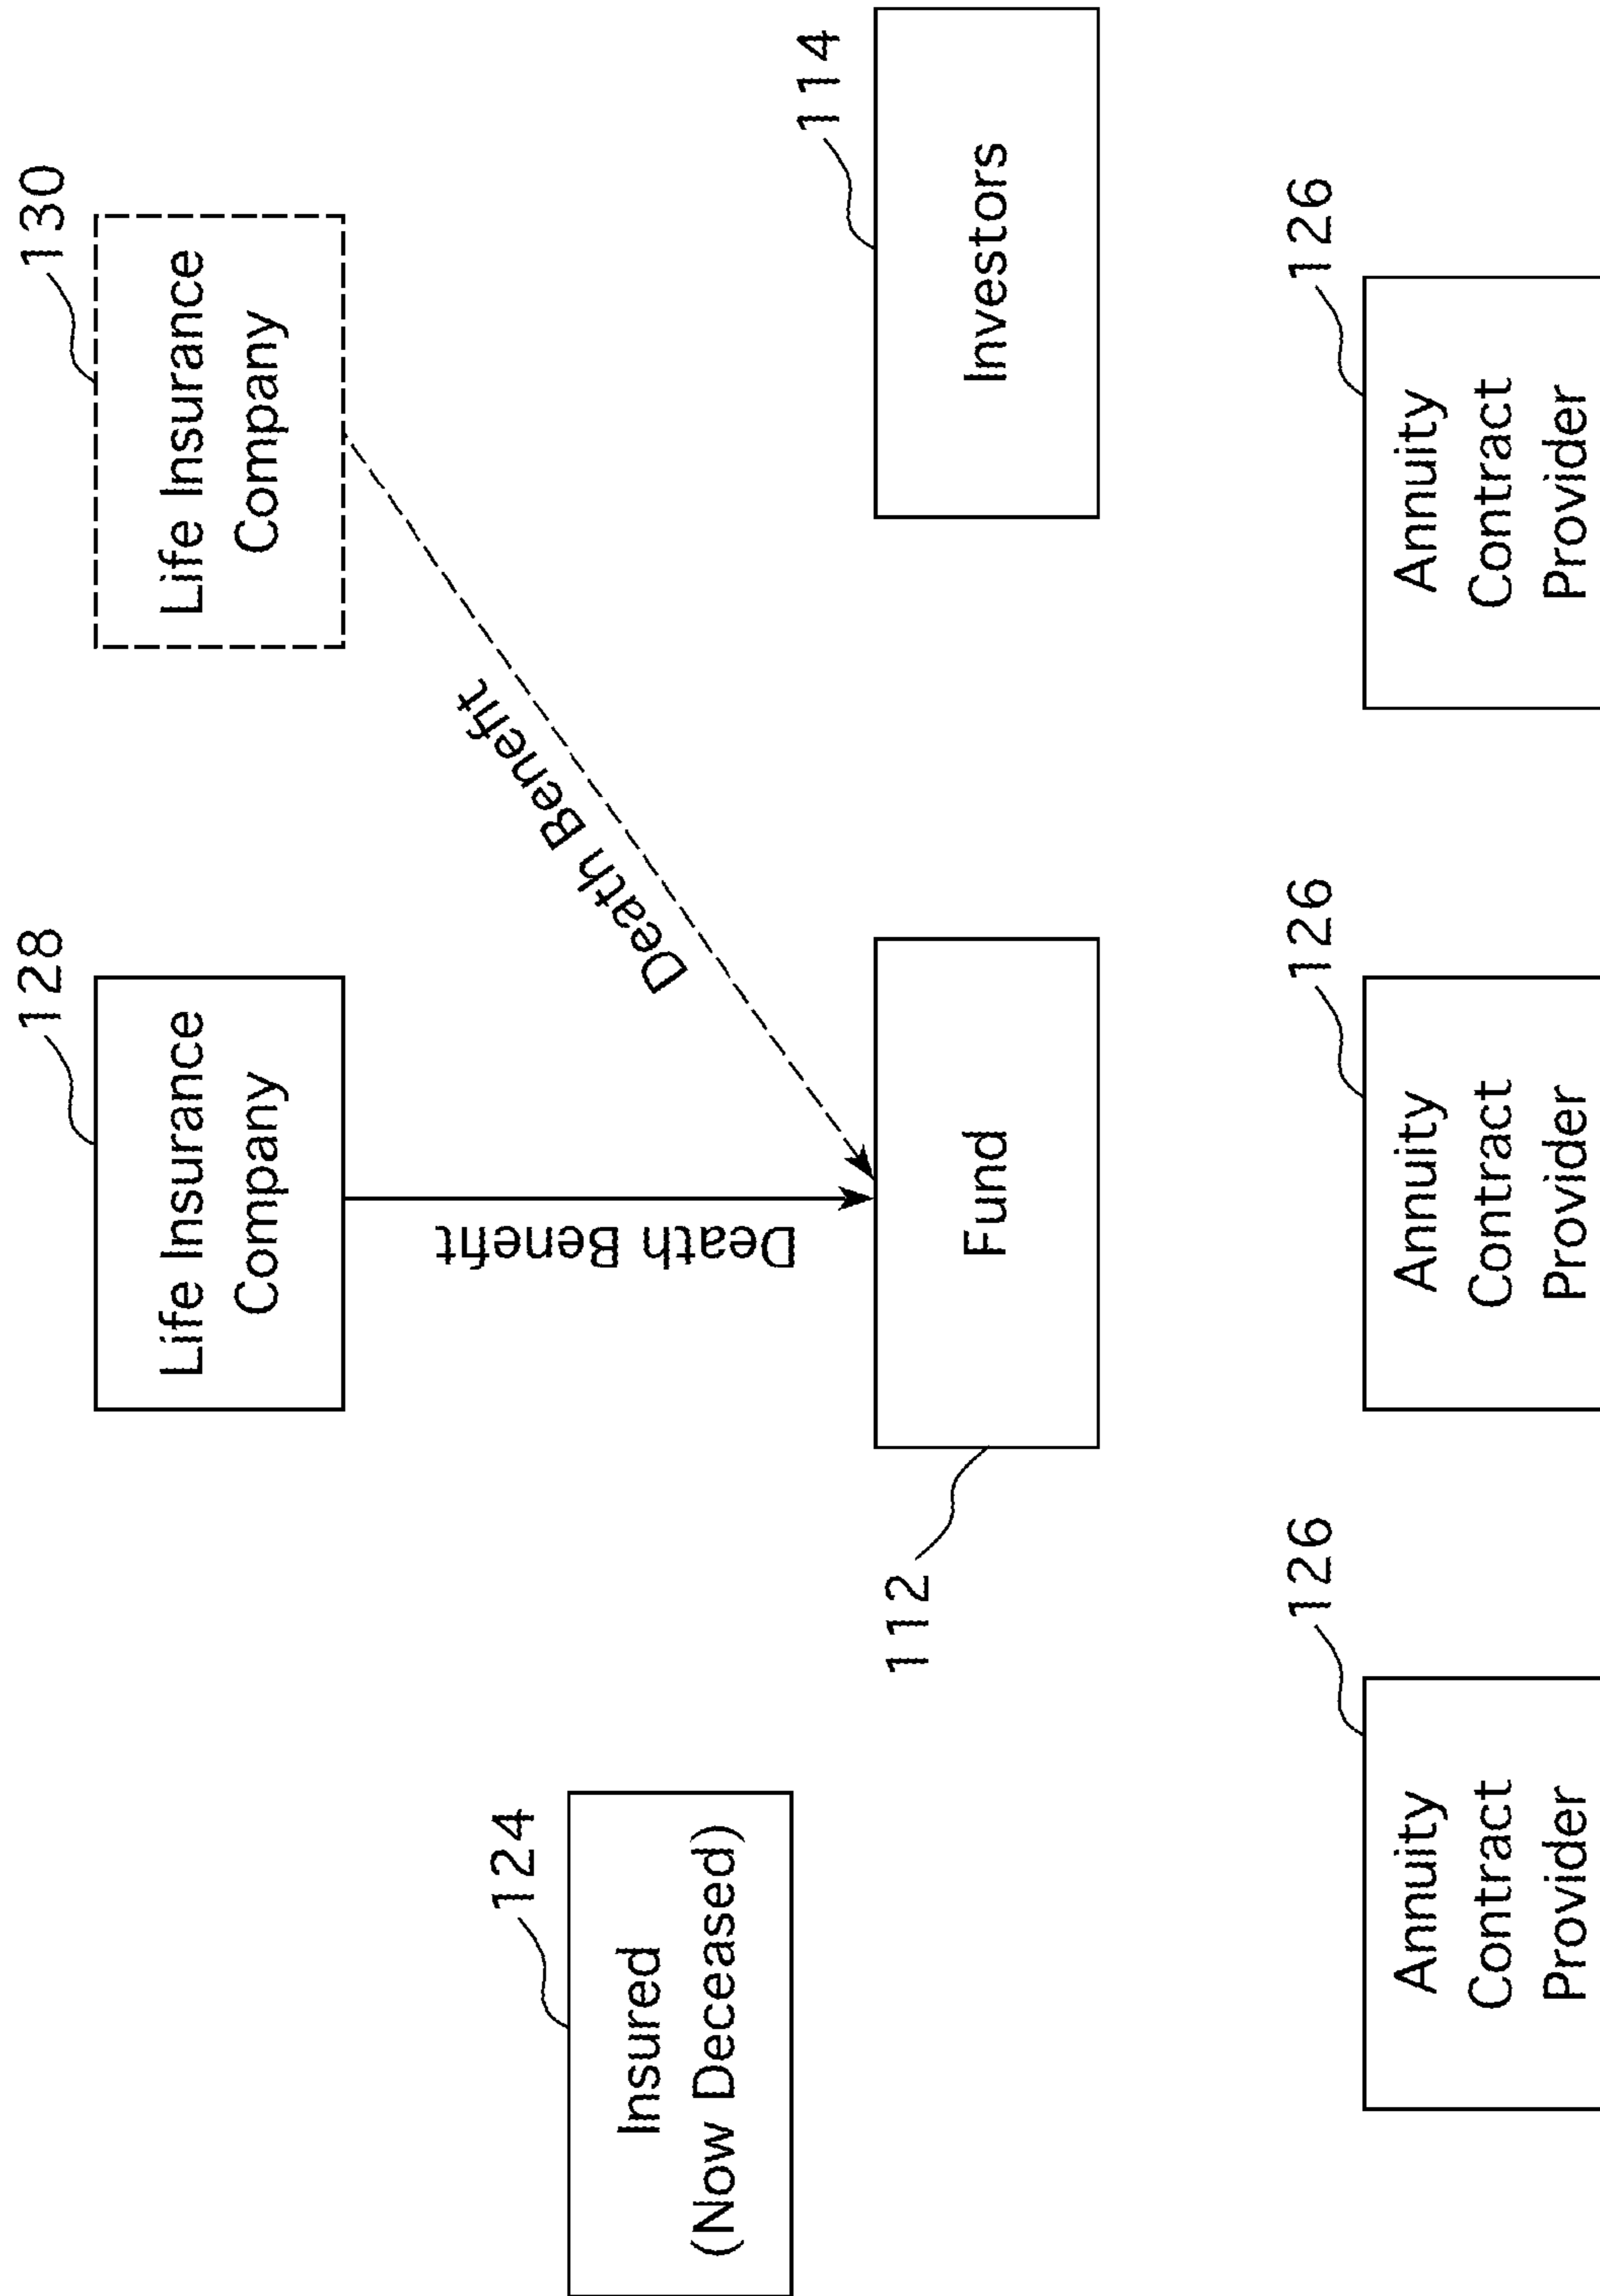 128
Life Insurance
Company
130
Life Insurance
Company
124
Insured
(Now Deceased)
Death Benefit
Death Benefit
112
Fund
114
Investors
126
Annuity
Contract
Provider
126
Annuity
Contract
Provider
126
Annuity
Contract
Provider